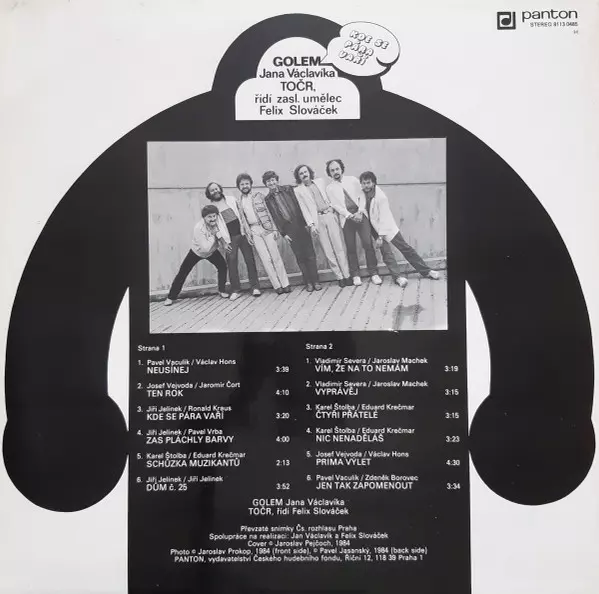 panton
STEREO 8113 0485
KDE SE
PÁRA
VAŘÍ
GOLEM
Jana Václavíka
TOČR,
řídí zasl. umělec
Felix Slováček
Strana 1
1. Pavel Vaculík / Václav Hons
NEUSÍNEJ 3:39
2. Josef Vejvoda / Jaromír Čort
TEN ROK 4:10
3. Jiří Jelínek / Ronald Kraus
KDE SE PÁRA VAŘÍ 3:20
4. Jiří Jelínek / Pavel Vrba
ZAS PLÁCHLY BARVY 4:00
5. Karel Štolba / Eduard Krečmar
SCHŮZKA MUZIKANTŮ 2:13
6. Jiří Jelínek / Jiří Jelínek
DŮM č. 25 3:52
Strana 2
1. Vladimír Severa / Jaroslav Machek
VÍM, ŽE NA TO NEMÁM 3:19
2. Vladimír Severa / Jaroslav Machek
VYPRÁVĚJ 3:15
3. Karel Štolba / Eduard Krečmar
ČTYŘI PŘÁTELÉ 3:15
4. Karel Štolba / Eduard Krečmar
NIC NENADĚLÁŠ 3:23
5. Josef Vejvoda / Václav Hons
PRIMA VÝLET 4:30
6. Pavel Vaculík / Zdeněk Borovec
JEN TAK ZAPOMENOUT 3:34
GOLEM Jana Václavíka
TOČR, řídí Felix Slováček
Převzaté snímky Čs. rozhlasu Praha
Spolupráce na realizaci: Jan Václavík a Felix Slováček
Cover © Jaroslav Pejčoch, 1984
Photo © Jaroslav Prokop, 1984 (front side), © Pavel Jasanský, 1984 (back side)
PANTON, vydavatelství Českého hudebního fondu, Říční 12, 118 39 Praha 1